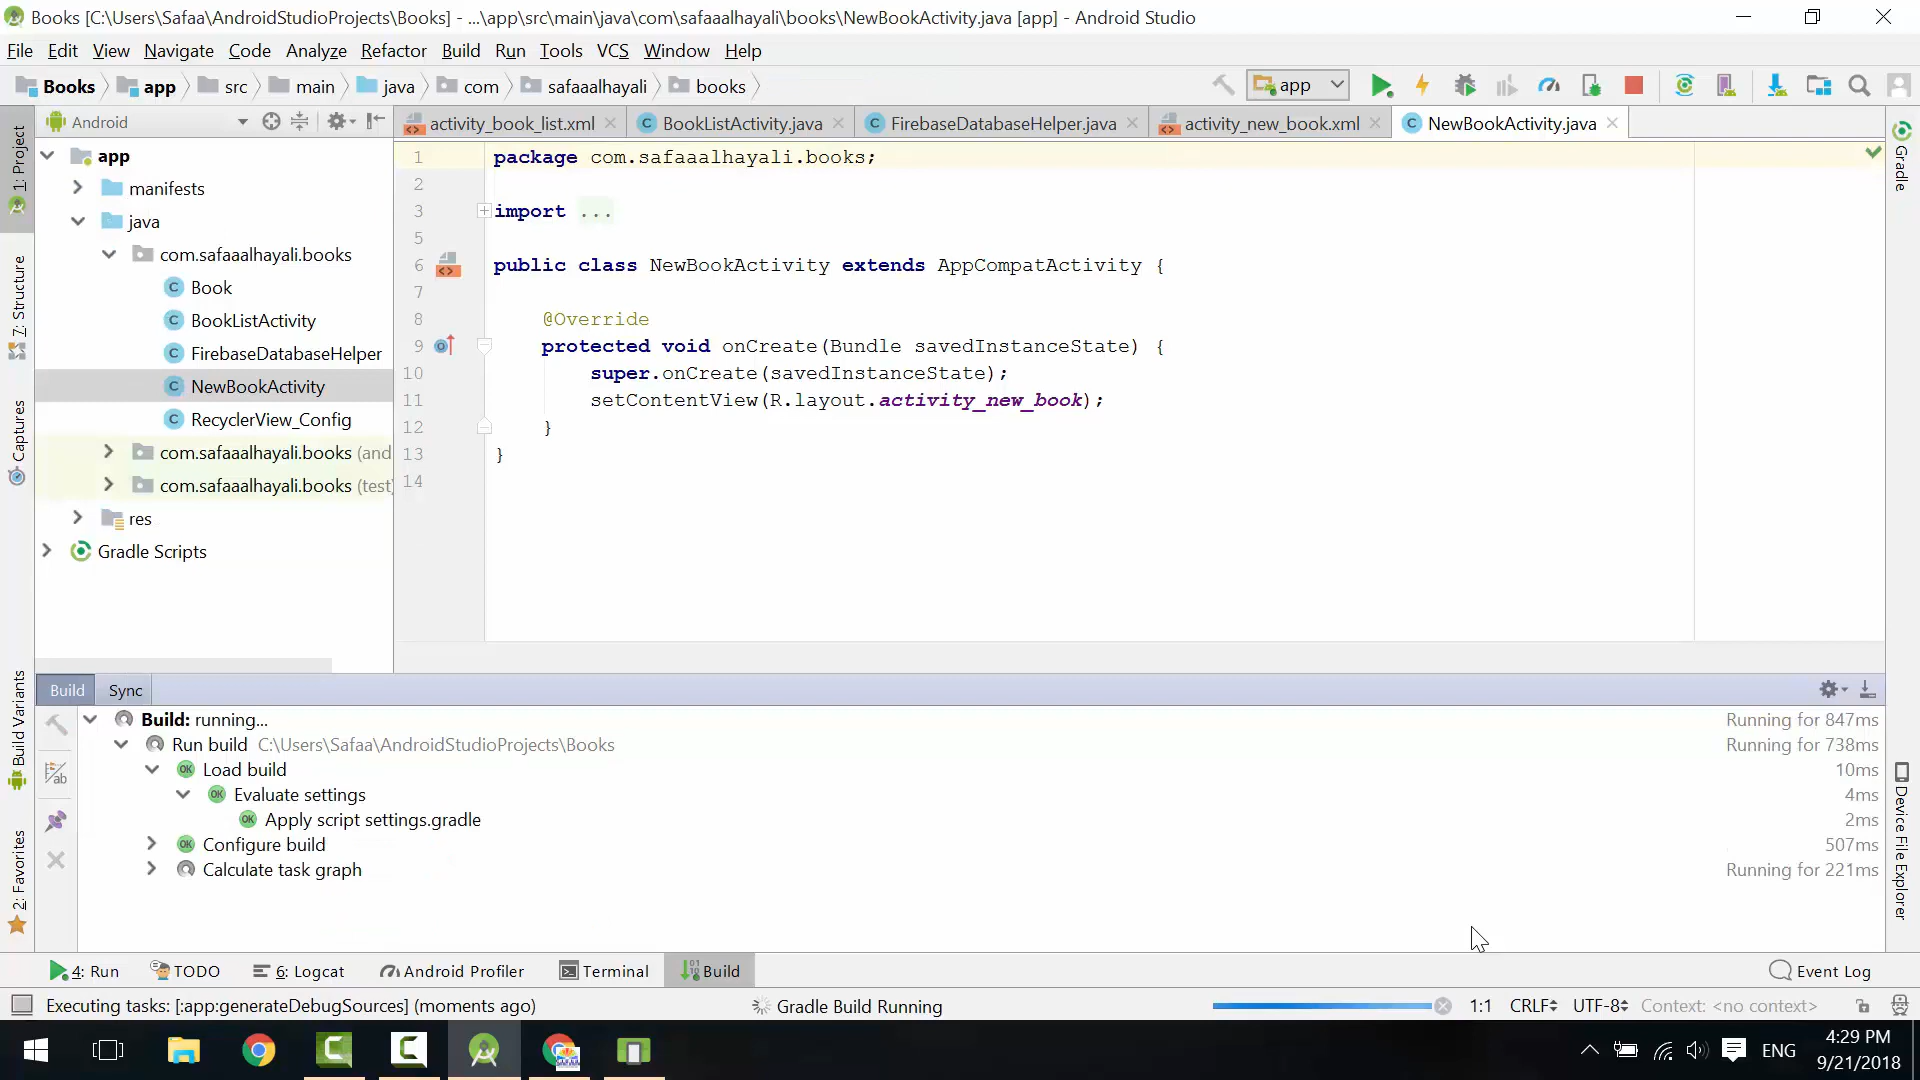 Books [C:\Users\Safaa\AndroidStudioProjects\Books] - ...\app\src\main\java\com\safaaalhayali\books\NewBookActivity.java [app] - Android Studio
File Edit View Navigate Code Analyze Refactor Build Run Tools VCS Window Help
Books app src main java com safaaalhayali books app
Android activity_book_list.xml BookListActivity.java FirebaseDatabaseHelper.java activity_new_book.xml NewBookActivity.java
1: Project
7: Structure
Captures
Build Variants
2: Favorites
Gradle
Device File Explorer
app
manifests
java
com.safaaalhayali.books
Book
BookListActivity
FirebaseDatabaseHelper
NewBookActivity
RecyclerView_Config
com.safaaalhayali.books (and
com.safaaalhayali.books (test
res
Gradle Scripts
1 package com.safaaalhayali.books;
2
3 import ...
5
6 public class NewBookActivity extends AppCompatActivity {
7
8 @Override
9 protected void onCreate(Bundle savedInstanceState) {
10 super.onCreate(savedInstanceState);
11 setContentView(R.layout.activity_new_book);
12 }
13 }
14
Build Sync
Build: running... Running for 847ms
Run build C:\Users\Safaa\AndroidStudioProjects\Books Running for 738ms
OK Load build 10ms
OK Evaluate settings 4ms
OK Apply script settings.gradle 2ms
OK Configure build 507ms
Calculate task graph Running for 221ms
4: Run TODO 6: Logcat Android Profiler Terminal Build Event Log
Executing tasks: [:app:generateDebugSources] (moments ago) Gradle Build Running 1:1 CRLF UTF-8 Context: <no context>
ENG
4:29 PM
9/21/2018